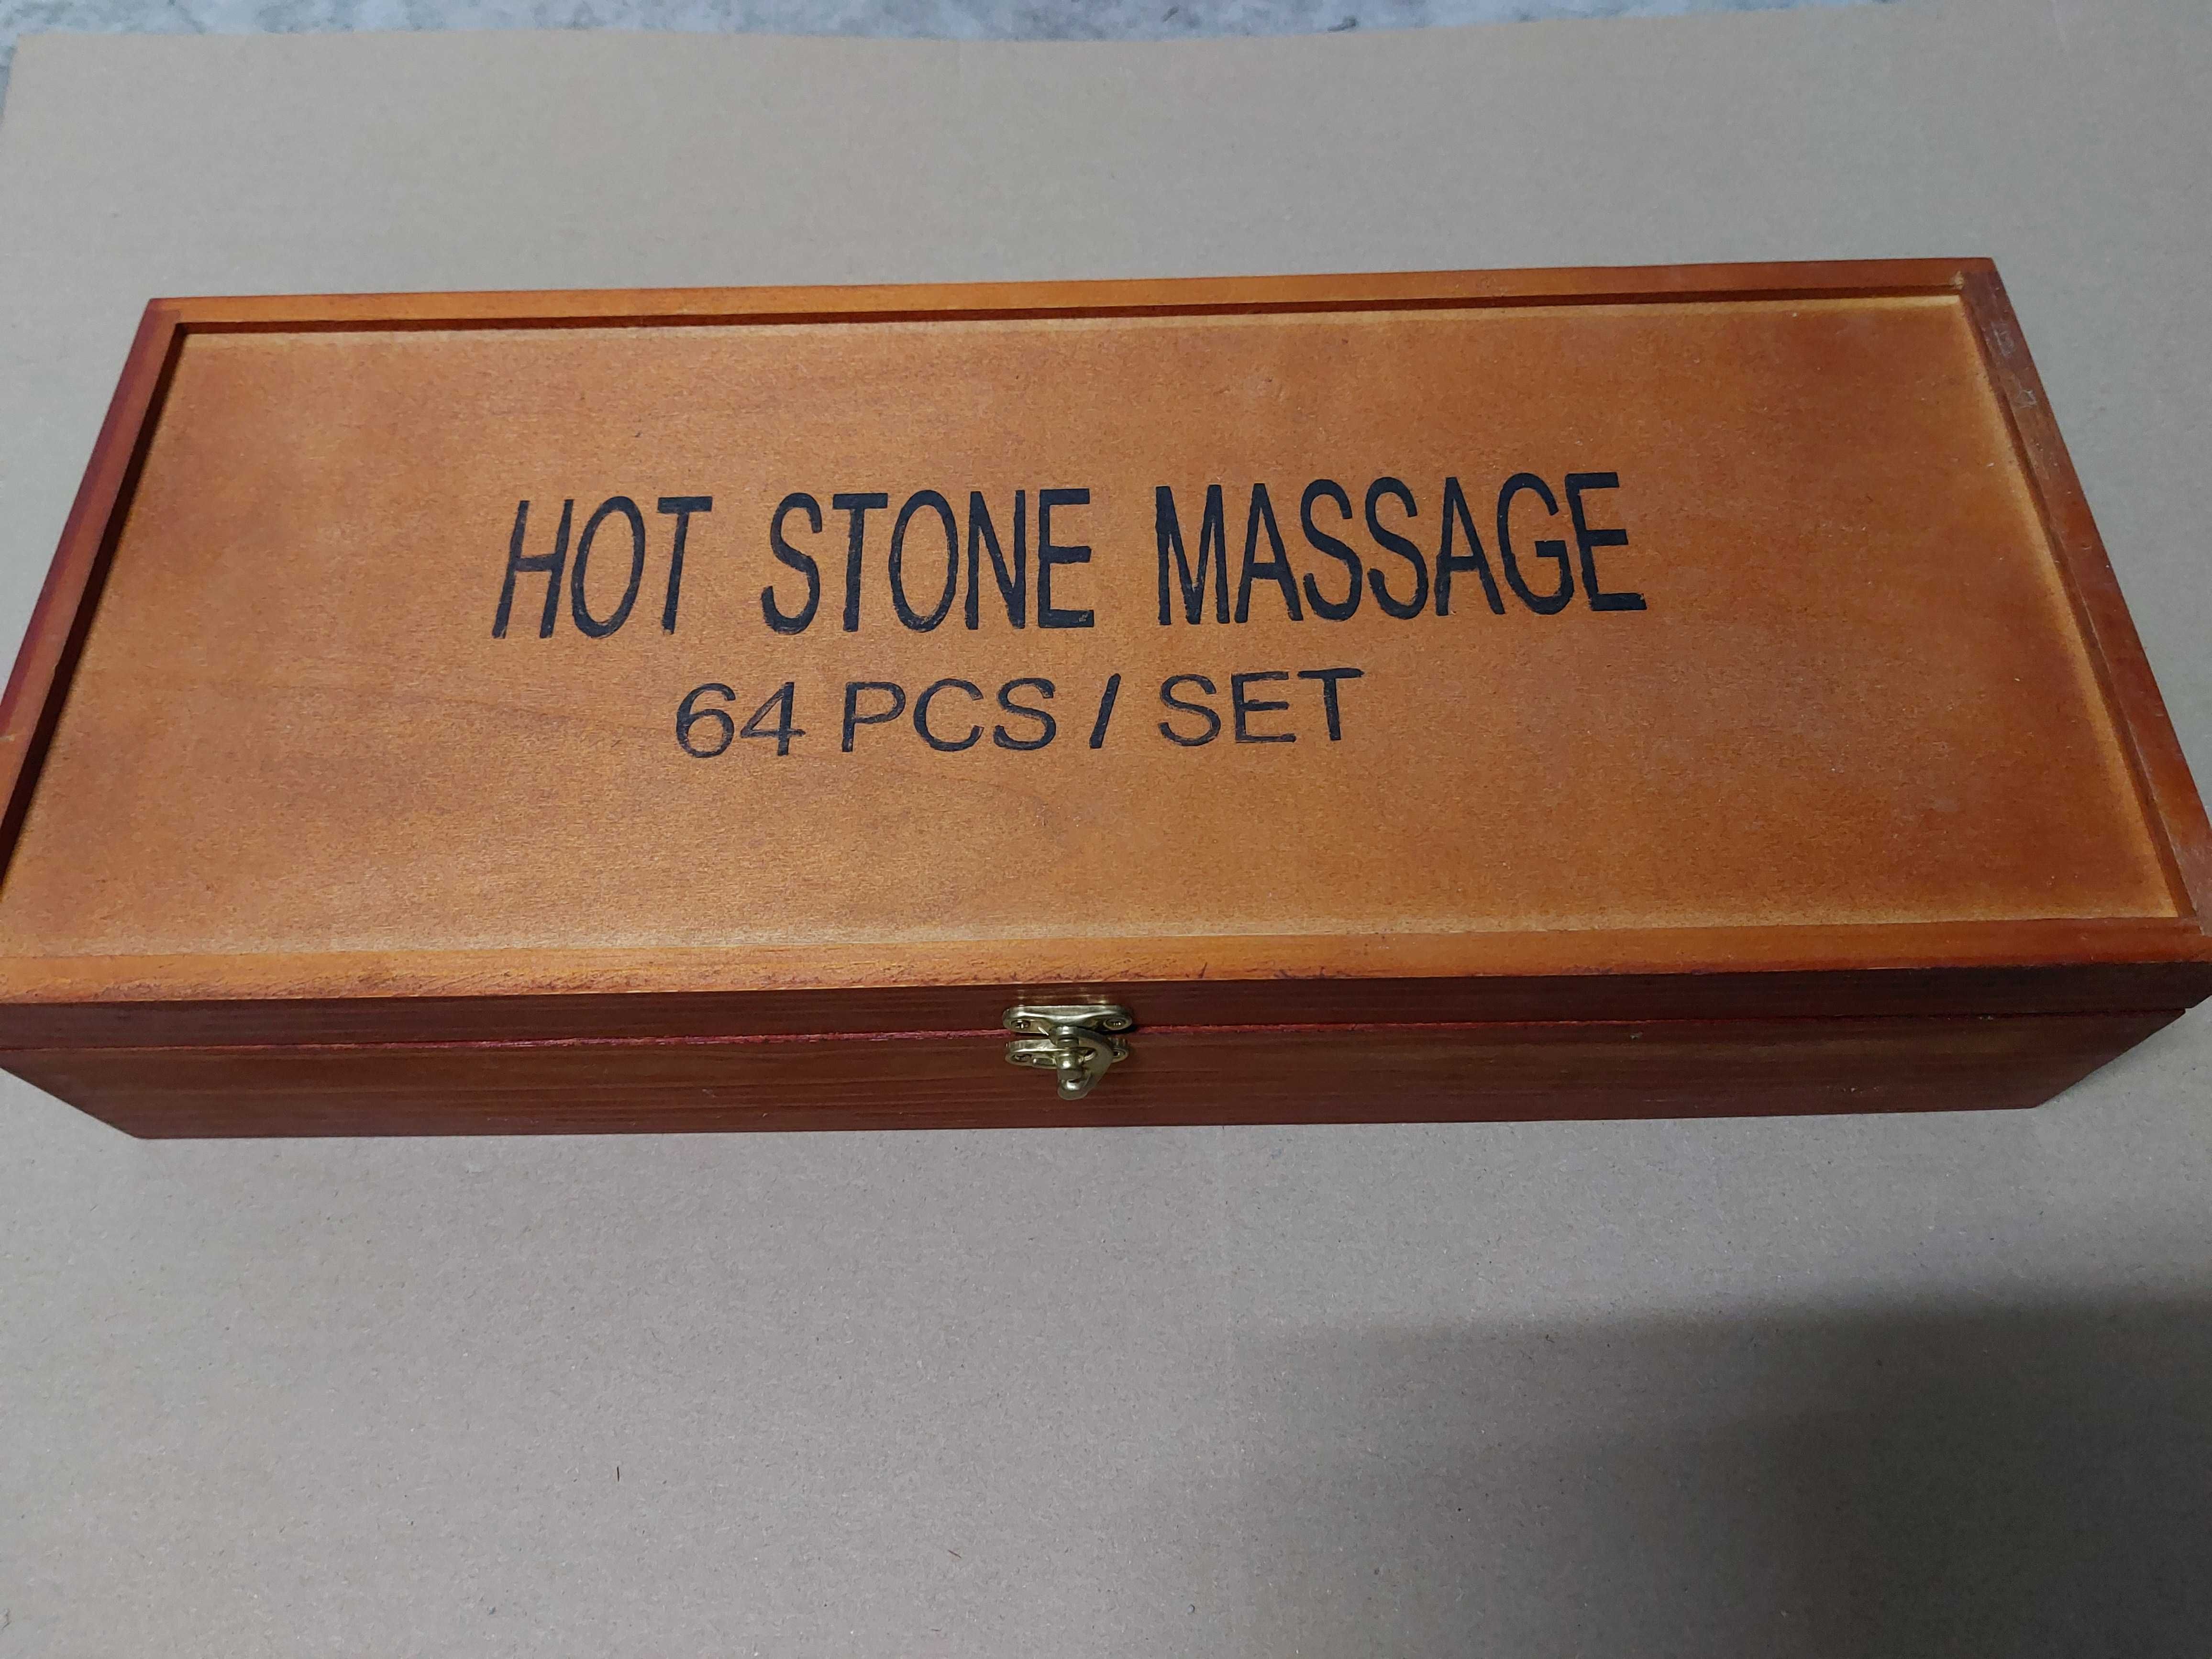 HOT STONE MASSAGE
64 PCS / SET